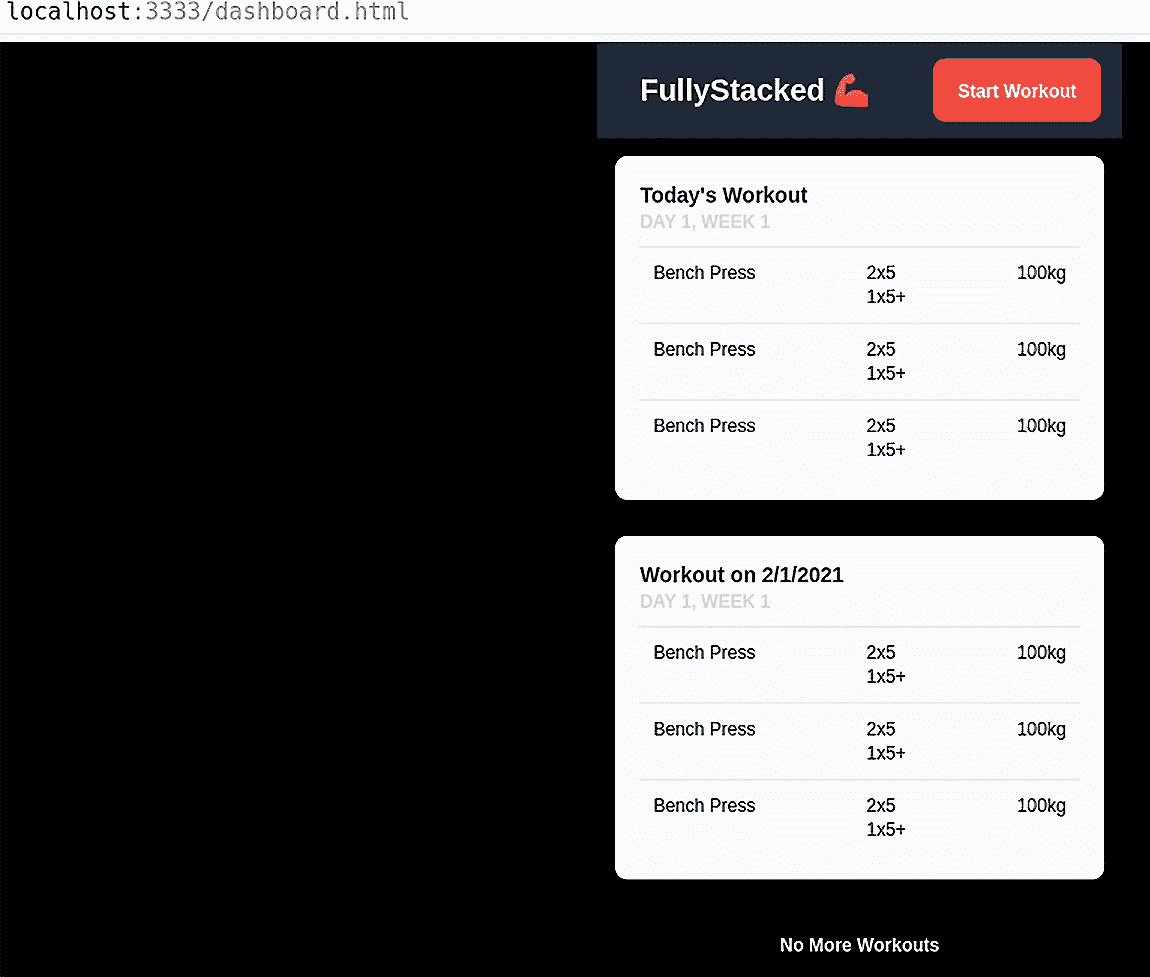 localhost:3333/dashboard.html
FullyStacked 💪 Start Workout
Today's Workout
DAY 1, WEEK 1
Bench Press 2x5 100kg
1x5+
Bench Press 2x5 100kg
1x5+
Bench Press 2x5 100kg
1x5+
Workout on 2/1/2021
DAY 1, WEEK 1
Bench Press 2x5 100kg
1x5+
Bench Press 2x5 100kg
1x5+
Bench Press 2x5 100kg
1x5+
No More Workouts